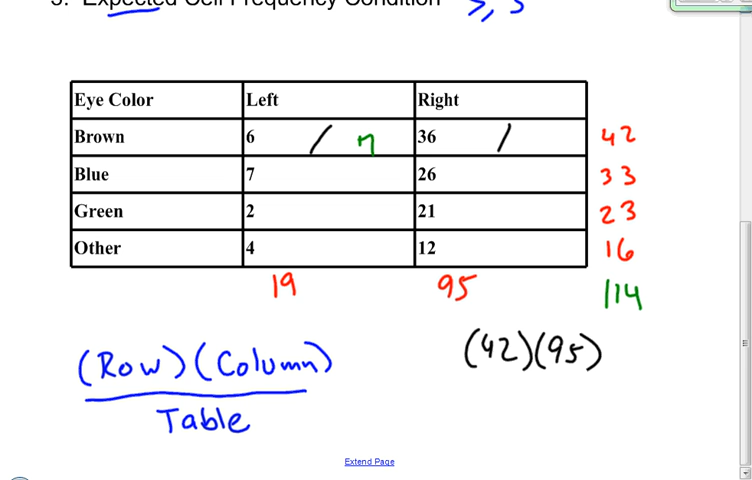 3. Expected Cell Frequency Condition ≥, 5
Eye Color Left Right
Brown 6 / 7 36 / 42
Blue 7 26 33
Green 2 21 23
Other 4 12 16
19 95 114
(Row)(Column) (42)(95)
Table
Extend Page